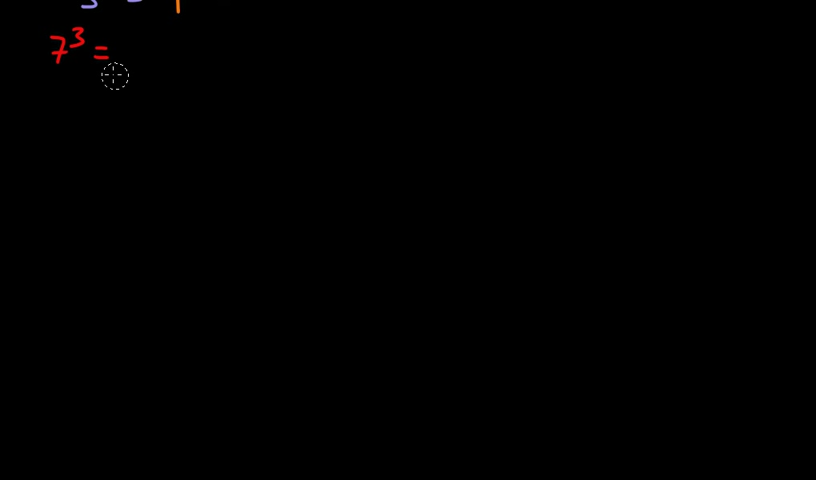 7³ =